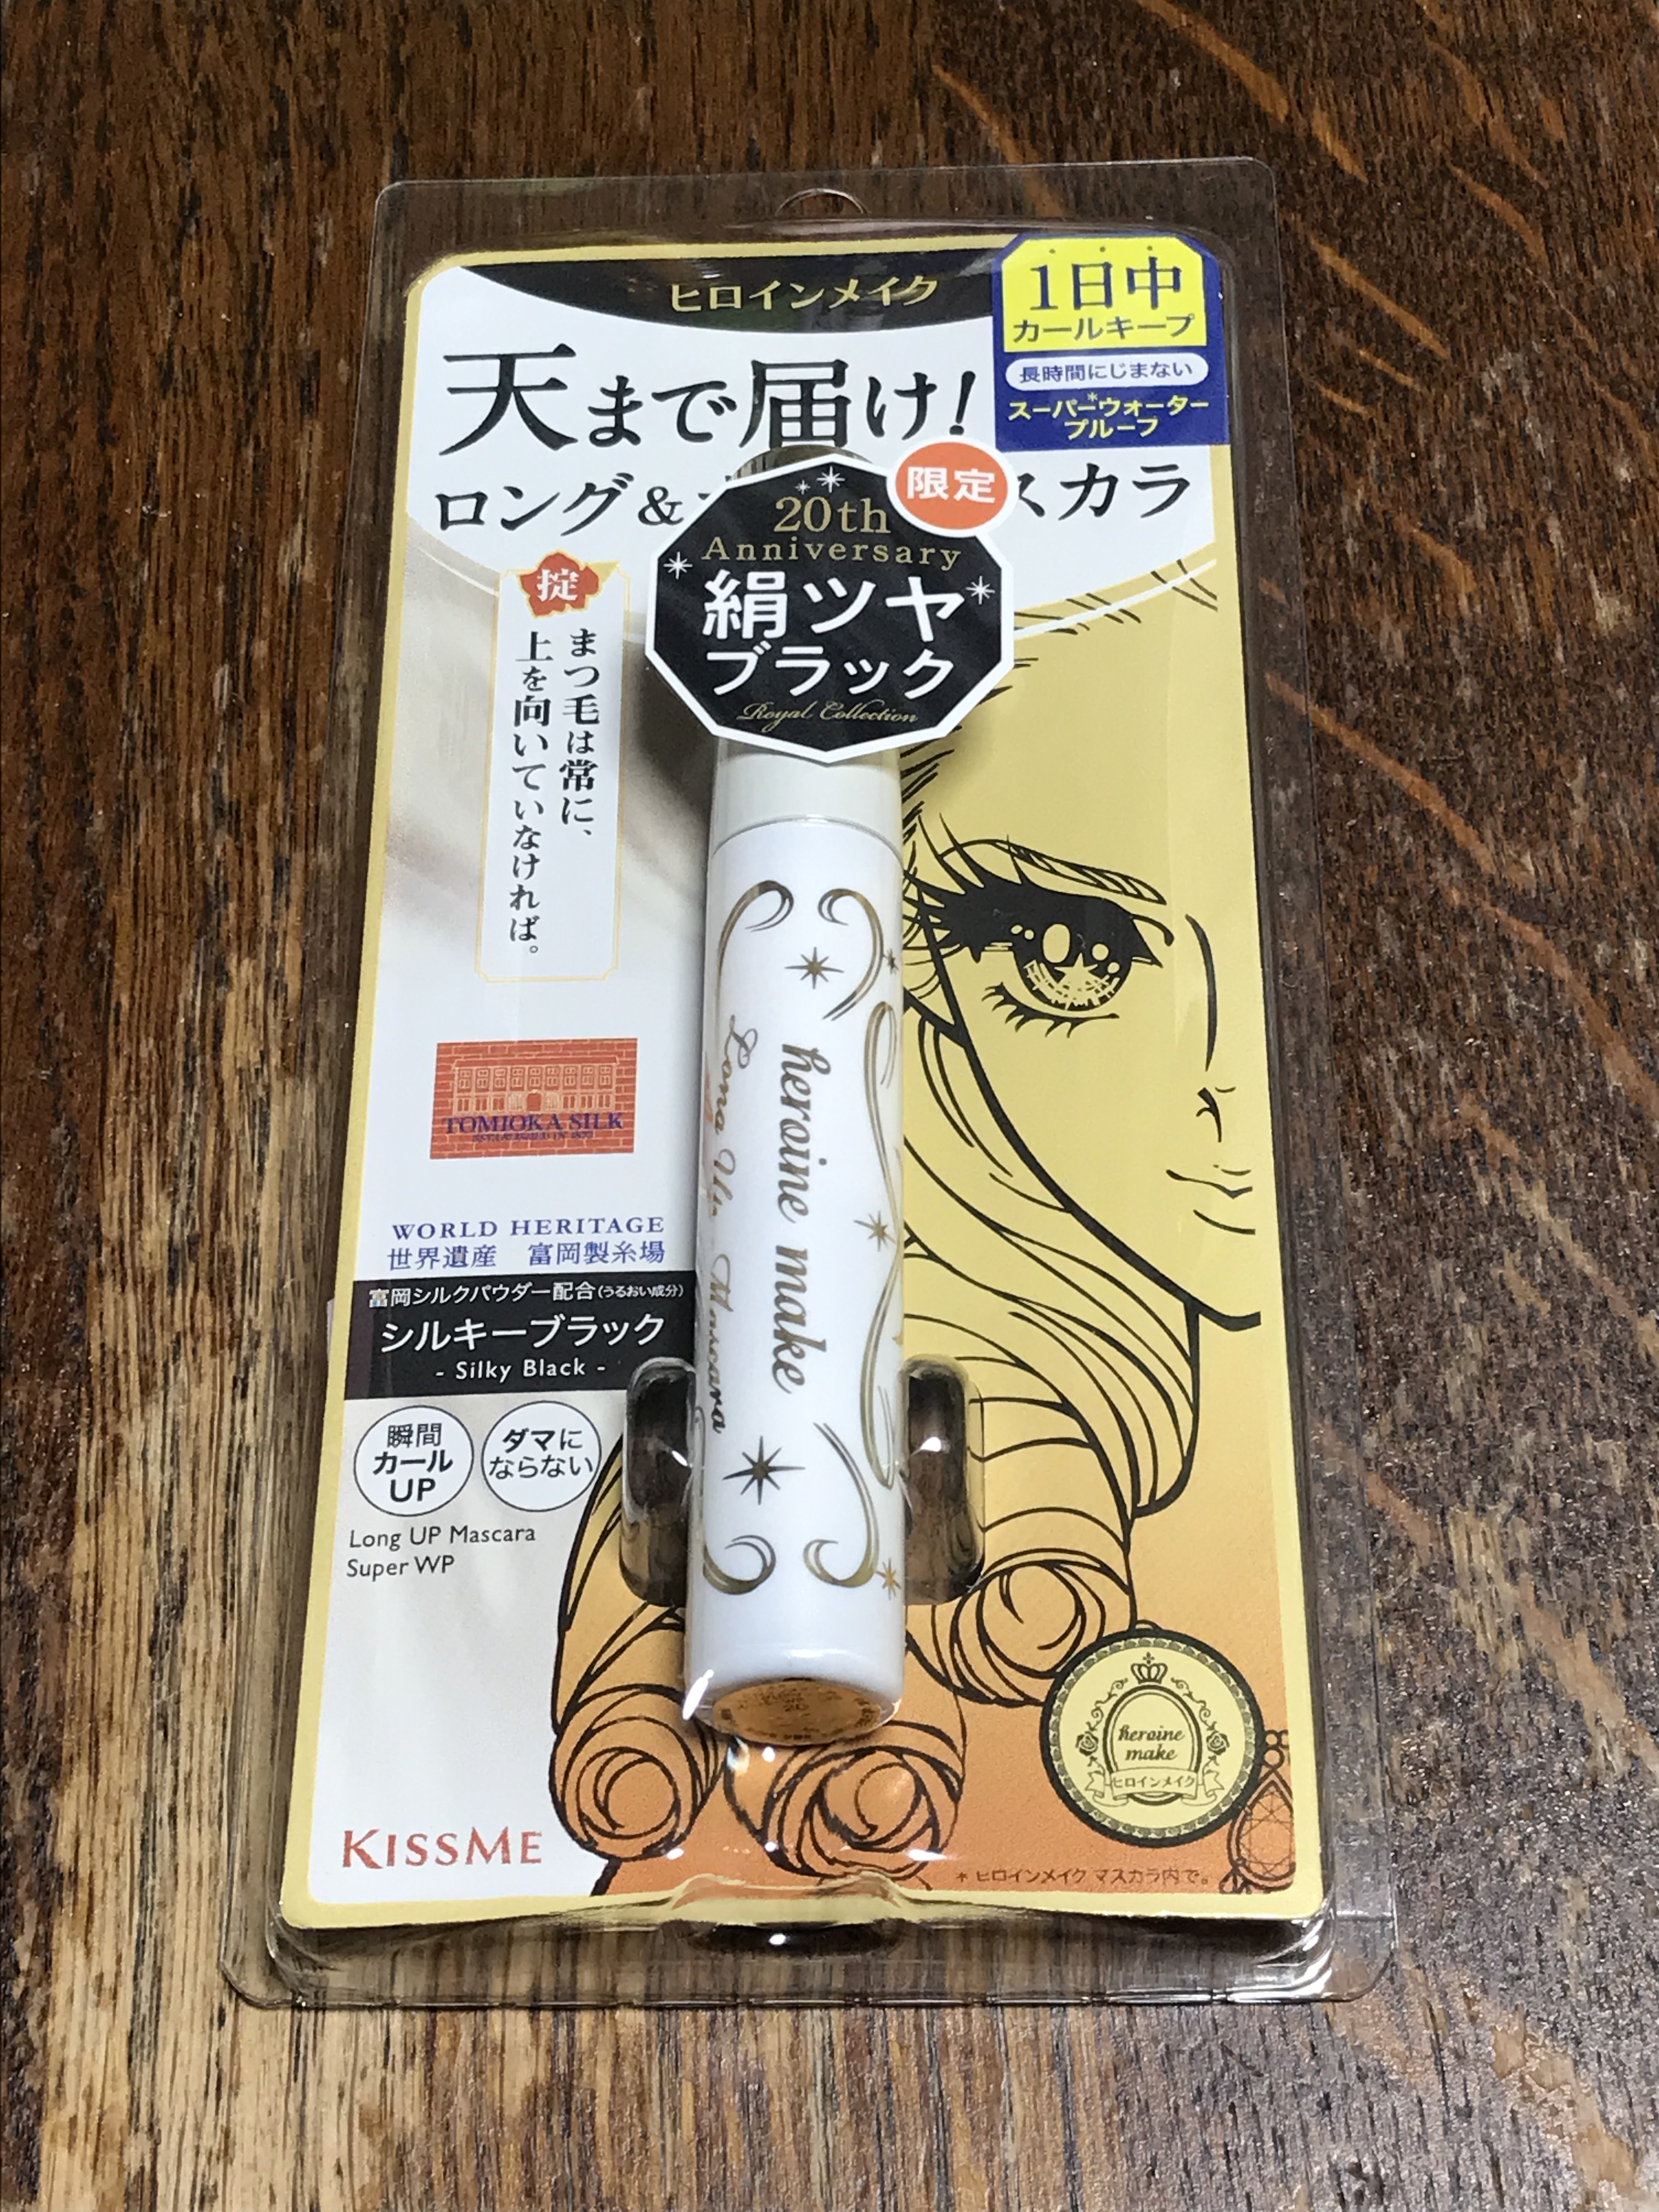 ヒロインメイク
1日中
カールキープ
長時間にじまない
スーパー*ウォーター
プルーフ
天まで届け!
ロング&
スカラ
限定
20th
Anniversary
絹ツヤ
ブラック
Royal Collection
掟
まつ毛は常に、
上を向いていなければ。
TOMIOKA SILK
ESTABLISHED IN 1872
WORLD HERITAGE
世界遺産 富岡製糸場
富岡シルクパウダー配合(うるおい成分)
シルキーブラック
- Silky Black -
瞬間
カール
UP
ダマに
ならない
Long UP Mascara
Super WP
heroine make
Long Up Mascara
heroine
make
ヒロインメイク
KISSME
* ヒロインメイク マスカラ内で。